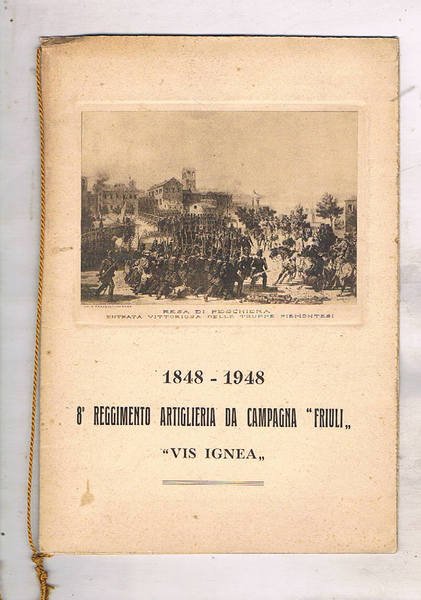 RESA DI PESCHIERA
ENTRATA VITTORIOSA DELLE TRUPPE PIEMONTESI
1848 - 1948
8° REGGIMENTO ARTIGLIERIA DA CAMPAGNA "FRIULI„
"VIS IGNEA„